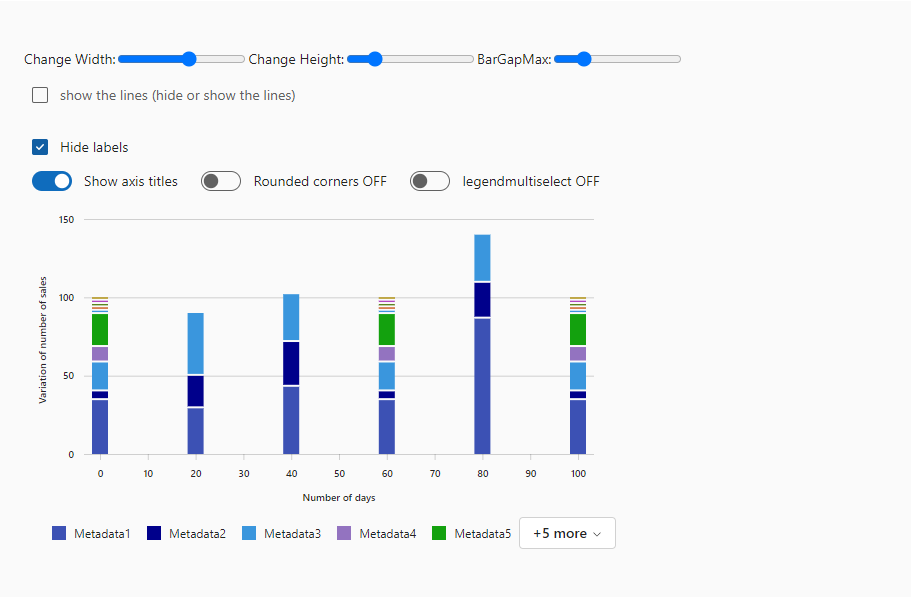 Change Width: Change Height: BarGapMax:
show the lines (hide or show the lines)
Hide labels
Show axis titles Rounded corners OFF legendmultiselect OFF
150
100
50
0
Variation of number of sales
0 10 20 30 40 50 60 70 80 90 100
Number of days
Metadata1 Metadata2 Metadata3 Metadata4 Metadata5 +5 more